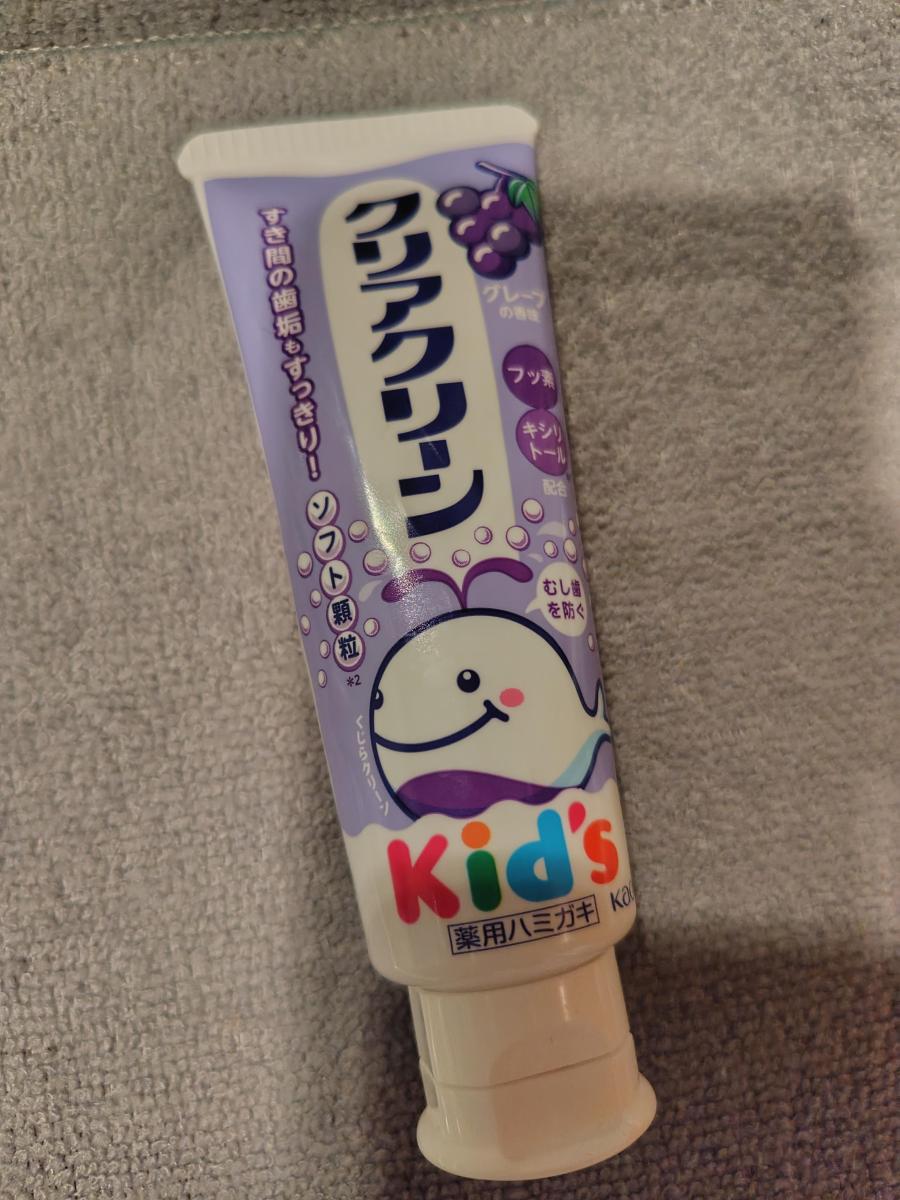 クリアクリーン
すき間の歯垢もすっきり!
ソフト顆粒
*2
グレープ
の香味
フッ素
キシリ
トール
配合
むし歯
を防ぐ
くじらクリーン
Kid's
薬用ハミガキ
Kao